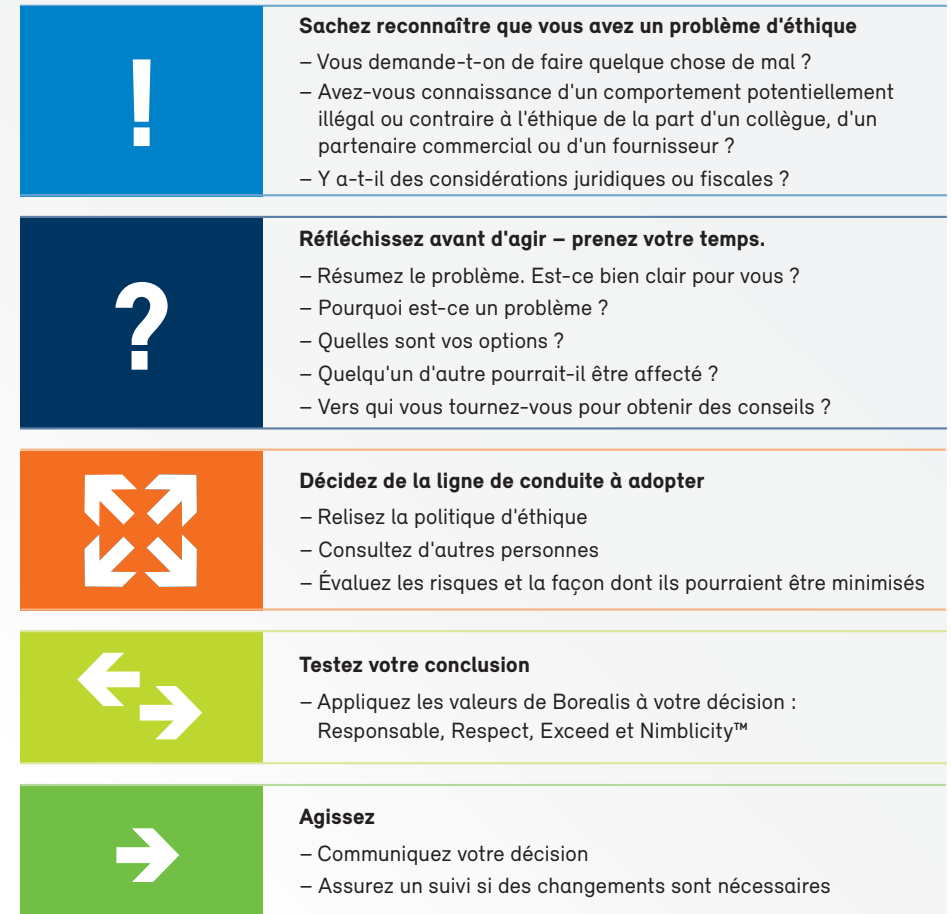 !
Sachez reconnaître que vous avez un problème d'éthique
– Vous demande-t-on de faire quelque chose de mal ?
– Avez-vous connaissance d'un comportement potentiellement
illégal ou contraire à l'éthique de la part d'un collègue, d'un
partenaire commercial ou d'un fournisseur ?
– Y a-t-il des considérations juridiques ou fiscales ?
?
Réfléchissez avant d'agir – prenez votre temps.
– Résumez le problème. Est-ce bien clair pour vous ?
– Pourquoi est-ce un problème ?
– Quelles sont vos options ?
– Quelqu'un d'autre pourrait-il être affecté ?
– Vers qui vous tournez-vous pour obtenir des conseils ?
Décidez de la ligne de conduite à adopter
– Relisez la politique d'éthique
– Consultez d'autres personnes
– Évaluez les risques et la façon dont ils pourraient être minimisés
Testez votre conclusion
– Appliquez les valeurs de Borealis à votre décision :
Responsable, Respect, Exceed et Nimblicity™
Agissez
– Communiquez votre décision
– Assurez un suivi si des changements sont nécessaires